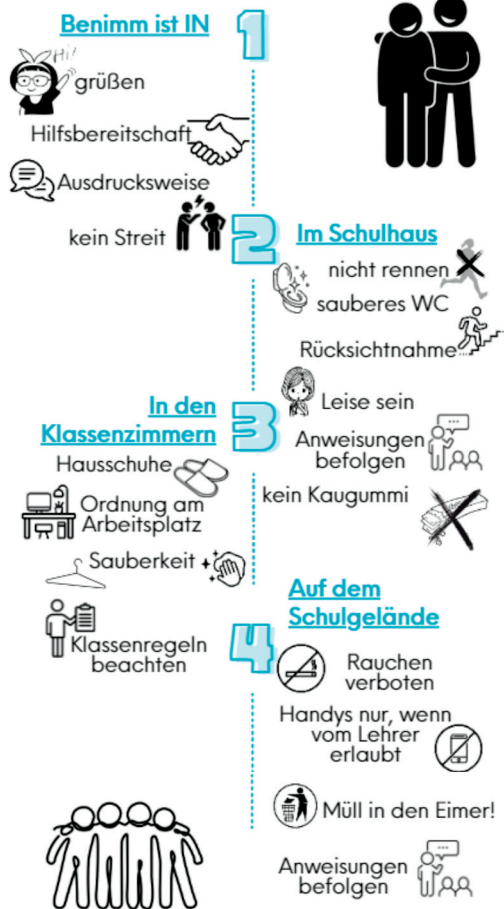 Benimm ist IN
1
Hi!
grüßen
Hilfsbereitschaft
Ausdrucksweise
kein Streit
2
Im Schulhaus
nicht rennen
sauberes WC
Rücksichtnahme
Leise sein
Anweisungen
befolgen
kein Kaugummi
In den
Klassenzimmern
3
Hausschuhe
Ordnung am
Arbeitsplatz
Sauberkeit
Klassenregeln
beachten
Auf dem
Schulgelände
4
Rauchen
verboten
Handys nur, wenn
vom Lehrer
erlaubt
Müll in den Eimer!
Anweisungen
befolgen